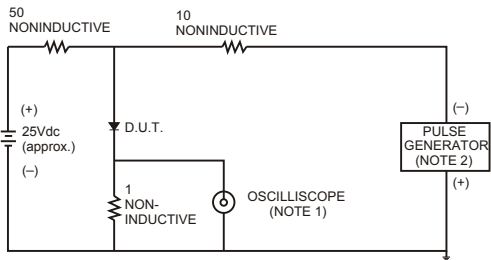 50
NONINDUCTIVE
10
NONINDUCTIVE
(+)
25Vdc
(approx.)
(–)
D.U.T.
1
NON-
INDUCTIVE
OSCILLISCOPE
(NOTE 1)
(–)
PULSE
GENERATOR
(NOTE 2)
(+)